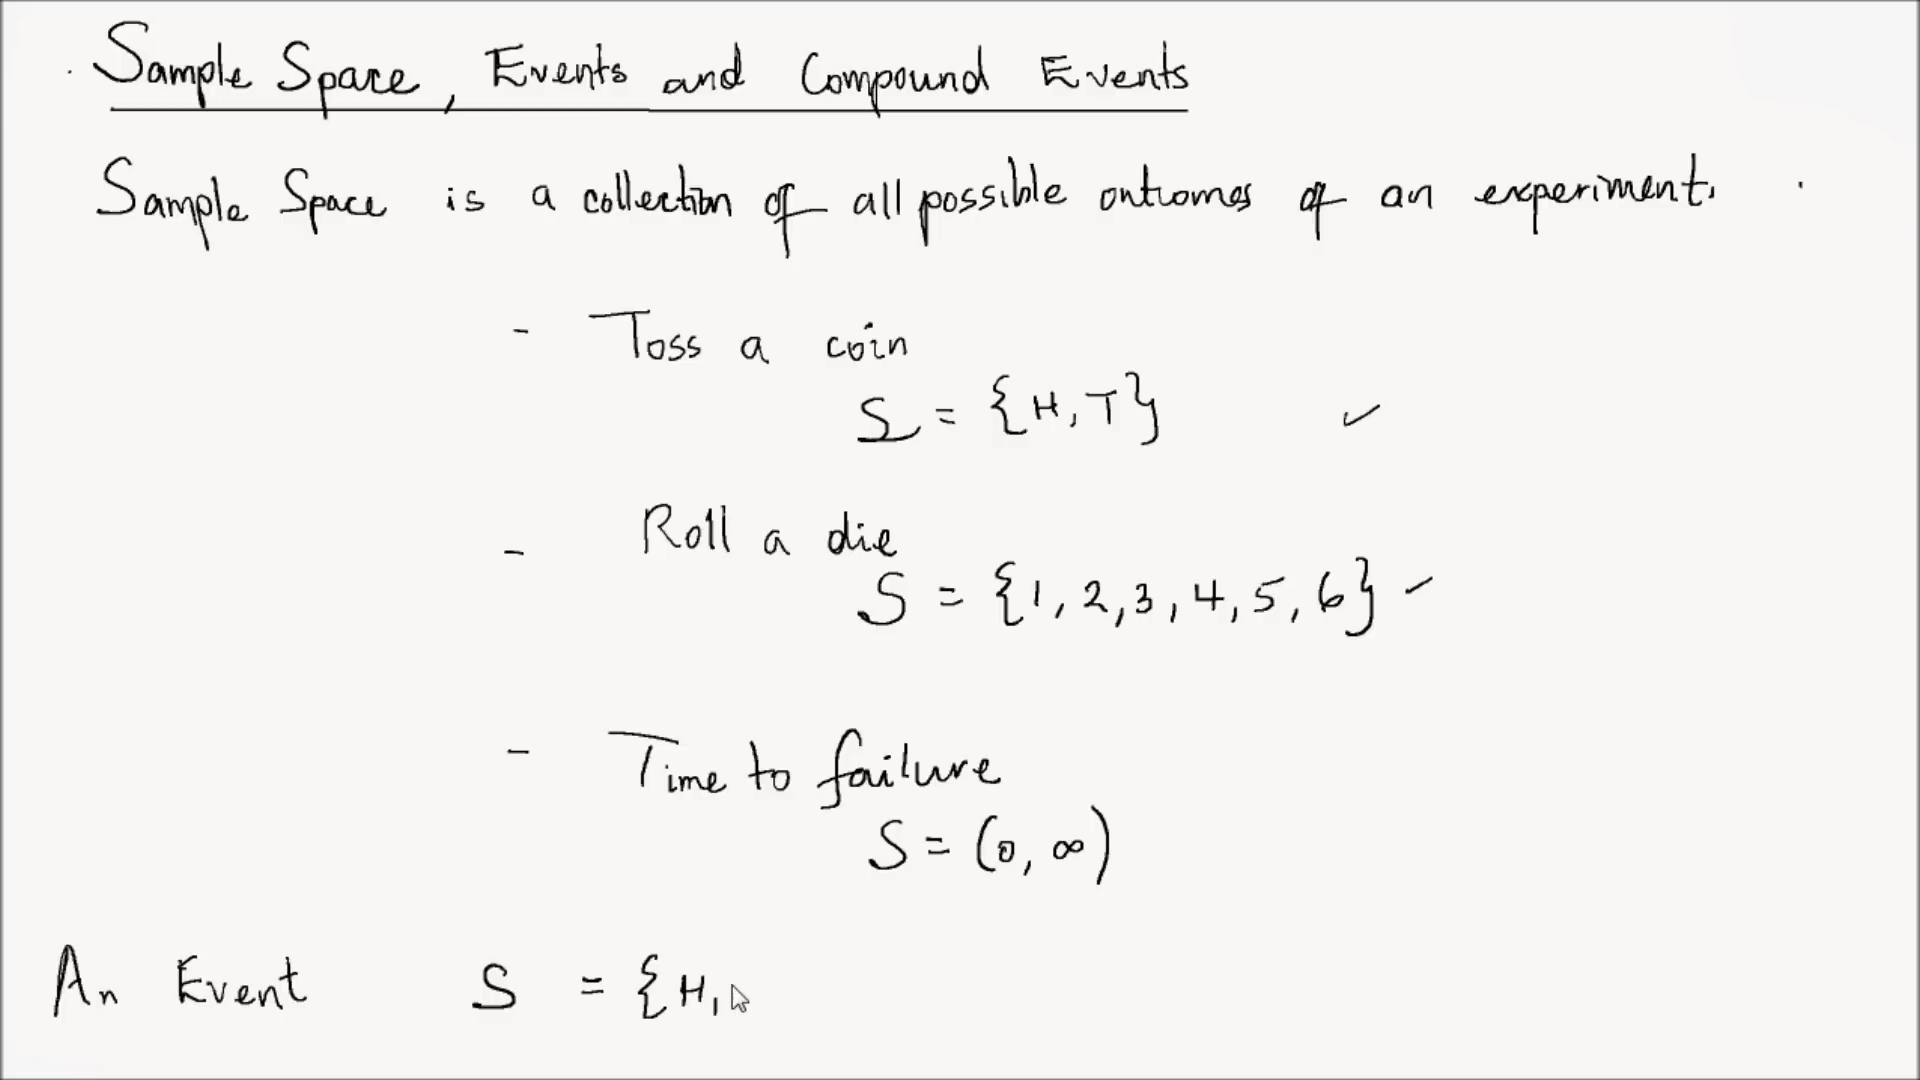 Sample Space, Events and Compound Events
Sample Space is a collection of all possible outcomes of an experiment.
- Toss a coin
S = {H, T} ✓
- Roll a die
S = {1, 2, 3, 4, 5, 6} ✓
- Time to failure
S = (0, ∞)
An Event S = {H,